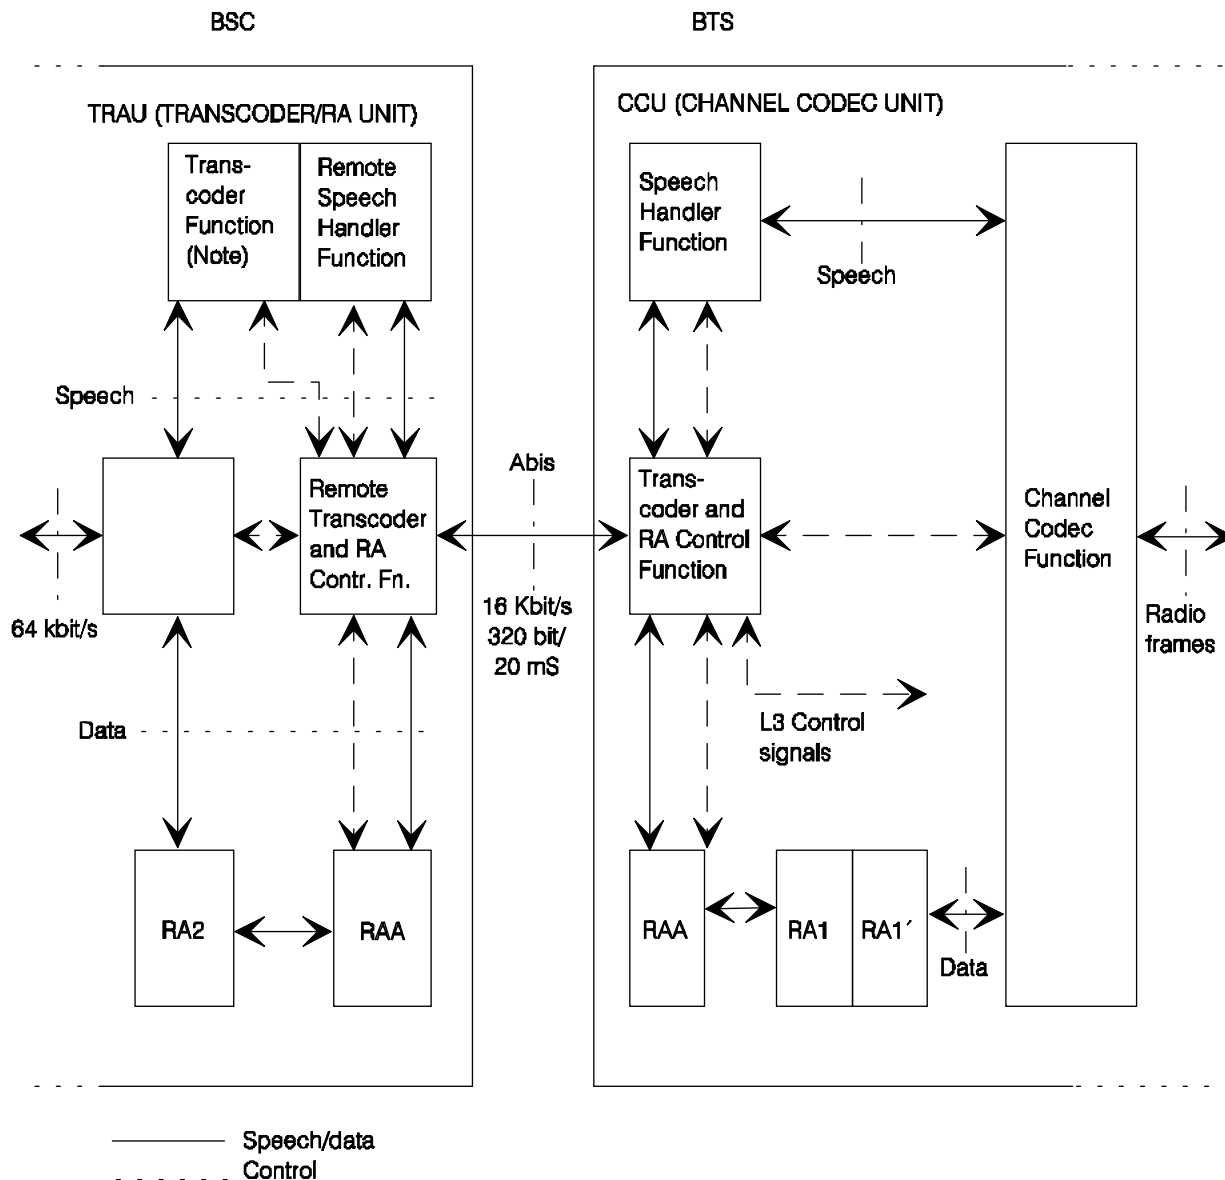 BSC
BTS
TRAU (TRANSCODER/RA UNIT)
CCU (CHANNEL CODEC UNIT)
Trans-
coder
Function
(Note)
Remote
Speech
Handler
Function
Speech
Handler
Function
Speech
Speech
Abis
Remote
Transcoder
and RA
Contr. Fn.
Trans-
coder and
RA Control
Function
Channel
Codec
Function
64 kbit/s
16 Kbit/s
320 bit/
20 mS
Radio
frames
Data
L3 Control
signals
RA2
RAA
RAA
RA1
RA1´
Data
Speech/data
Control